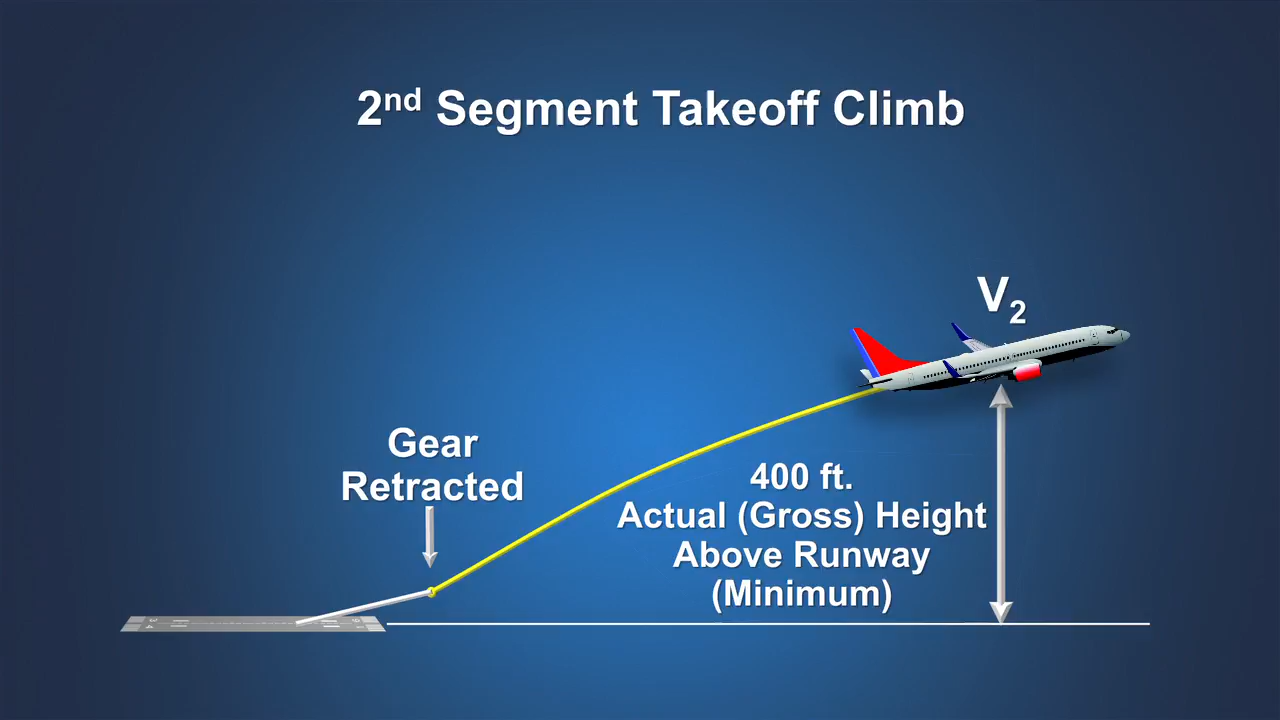 2nd Segment Takeoff Climb
V2
Gear
Retracted
400 ft.
Actual (Gross) Height
Above Runway
(Minimum)